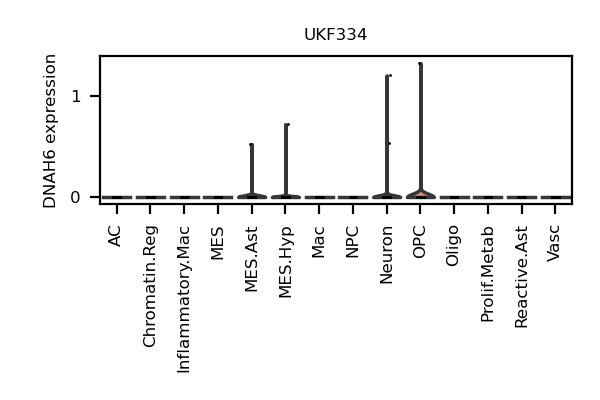 UKF334
DNAH6 expression
1
0
AC
Chromatin.Reg
Inflammatory.Mac
MES
MES.Ast
MES.Hyp
Mac
NPC
Neuron
OPC
Oligo
Prolif.Metab
Reactive.Ast
Vasc